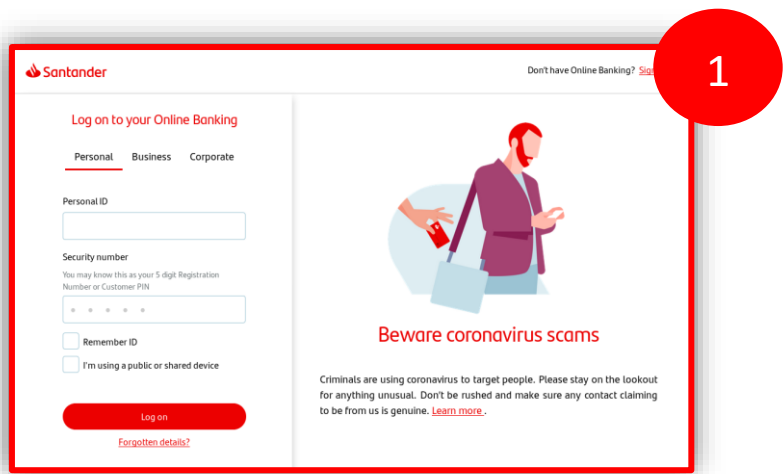 1
Santander
Don't have Online Banking?
Log on to your Online Banking
Personal Business Corporate
Personal ID
Security number
You may know this as your 5 digit Registration
Number or Customer PIN
Remember ID
I'm using a public or shared device
Log on
Forgotten details?
Beware coronavirus scams
Criminals are using coronavirus to target people. Please stay on the lookout
for anything unusual. Don't be rushed and make sure any contact claiming
to be from us is genuine. Learn more .